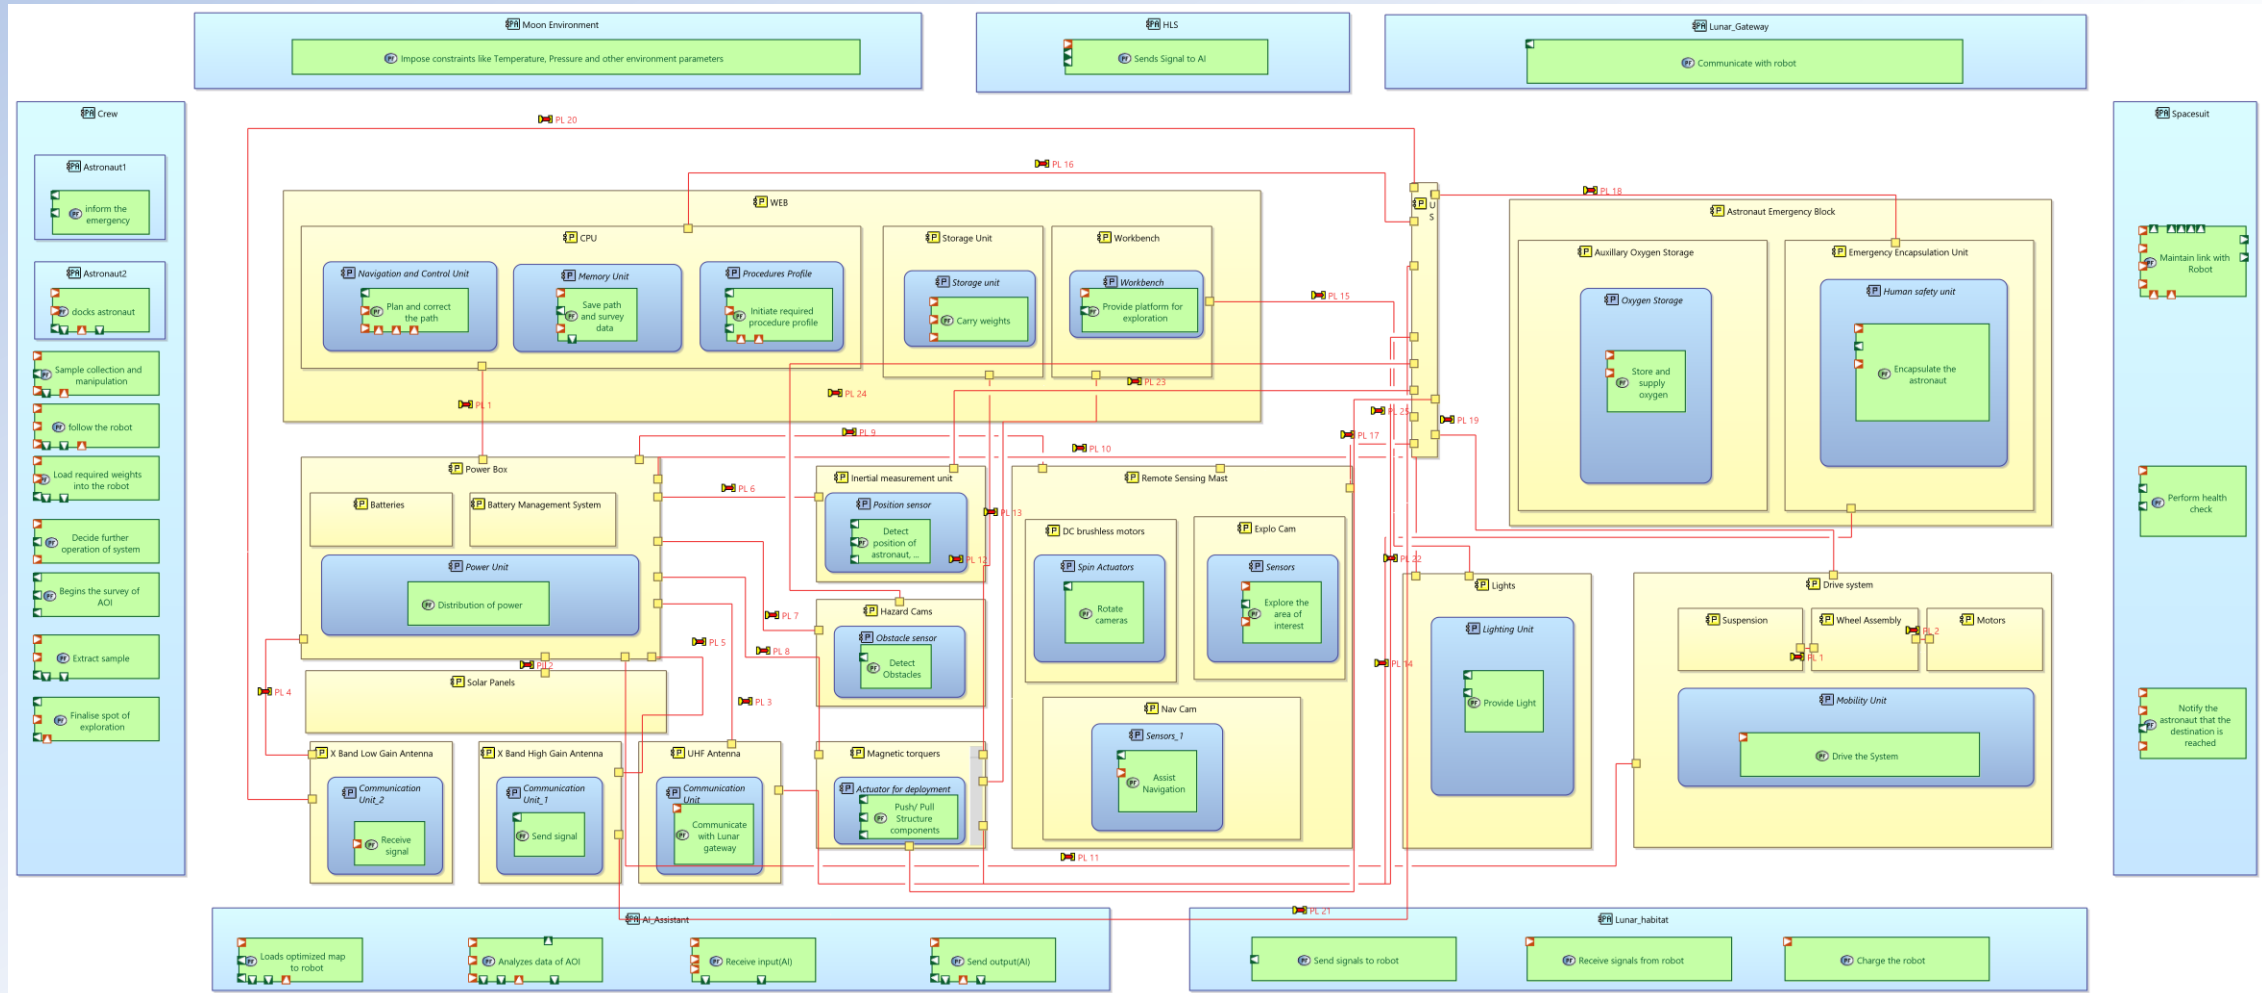 Moon Environment
Impose constraints like Temperature, Pressure and other environment parameters
HLS
Sends Signal to AI
Lunar_Gateway
Communicate with robot
Crew
Astronaut1
inform the
emergency
Astronaut2
docks astronaut
Sample collection and
manipulation
follow the robot
Load required weights
into the robot
Decide further
operation of system
Begins the survey of
AOI
Extract sample
Finalise spot of
exploration
Spacesuit
Maintain link with
Robot
Perform health
check
Notify the
astronaut that the
destination is
reached
PL 20
PL 16
PL 18
WEB
CPU
Navigation and Control Unit
Plan and correct
the path
Memory Unit
Save path
and survey
data
Procedures Profile
Initiate required
procedure profile
Storage Unit
Storage unit
Carry weights
Workbench
Workbench
Provide platform for
exploration
U
S
PL 15
PL 23
PL 24
PL 1
PL 25
PL 19
PL 17
PL 9
PL 10
Astronaut Emergency Block
Auxillary Oxygen Storage
Oxygen Storage
Store and
supply
oxygen
Emergency Encapsulation Unit
Human safety unit
Encapsulate the
astronaut
Power Box
Batteries
Battery Management System
Power Unit
Distribution of power
PL 6
PL 13
PL 12
PL 7
PL 8
PL 5
PL 2
PL 4
PL 3
PL 22
PL 14
Inertial measurement unit
Position sensor
Detect
position of
astronaut, ...
Hazard Cams
Obstacle sensor
Detect
Obstacles
Remote Sensing Mast
DC brushless motors
Spin Actuators
Rotate
cameras
Explo Cam
Sensors
Explore the
area of
interest
Nav Cam
Sensors_1
Assist
Navigation
Lights
Lighting Unit
Provide Light
Drive system
Suspension
Wheel Assembly
Motors
PL 2
PL 1
Mobility Unit
Drive the System
Solar Panels
X Band Low Gain Antenna
Communication
Unit_2
Receive
signal
X Band High Gain Antenna
Communication
Unit_1
Send signal
UHF Antenna
Communication
Unit
Communicate
with Lunar
gateway
Magnetic torquers
Actuator for deployment
Push/ Pull
Structure
components
PL 11
PL 21
AI_Assistant
Loads optimized map
to robot
Analyzes data of AOI
Receive input(AI)
Send output(AI)
Lunar_habitat
Send signals to robot
Receive signals from robot
Charge the robot